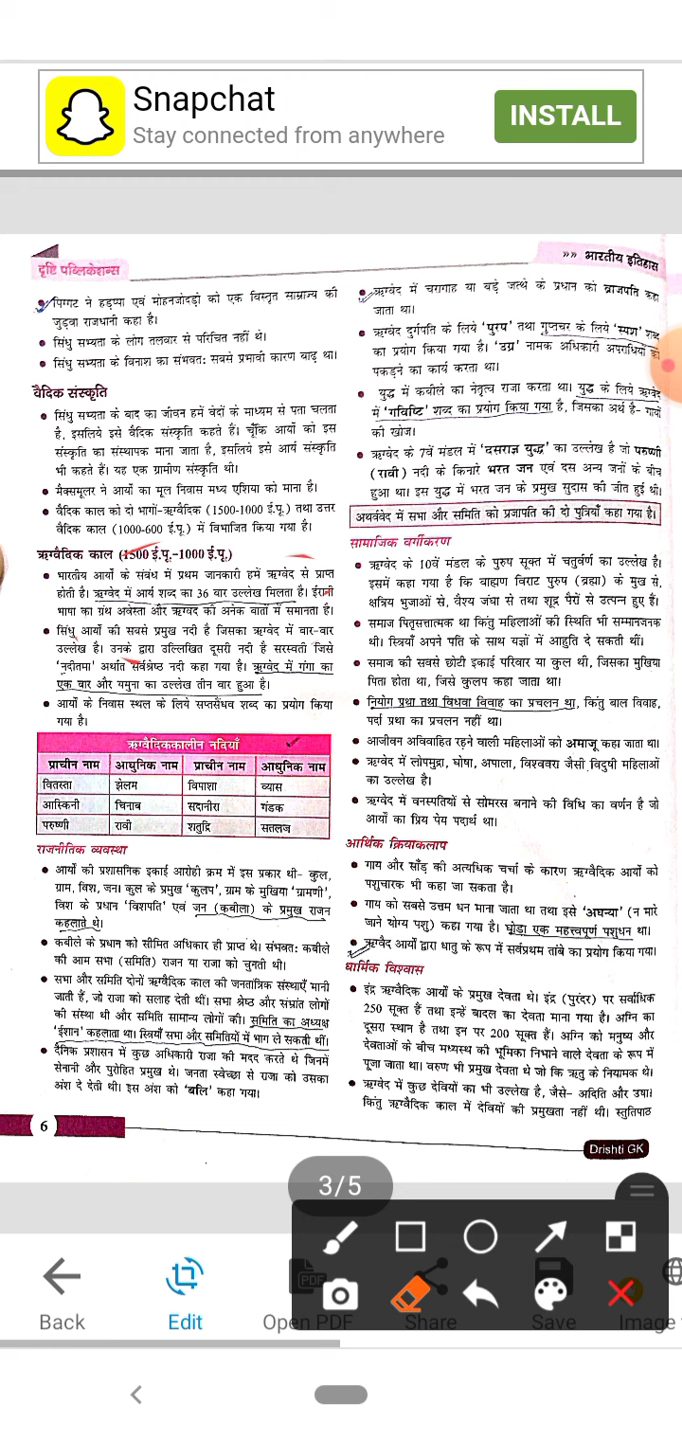 Snapchat
Stay connected from anywhere
INSTALL
दृष्टि पब्लिकेशन्स
»» भारतीय इतिहास
पिगट ने हड़प्पा एवं मोहनजोदड़ो को एक विस्तृत साम्राज्य की
जुड़वा राजधानी कहा है।
• सिंधु सभ्यता के लोग तलवार से परिचित नहीं थे।
• सिंधु सभ्यता के विनाश का संभवतः सबसे प्रभावी कारण बाढ़ था।
वैदिक संस्कृति
• सिंधु सभ्यता के बाद का जीवन हमें वेदों के माध्यम से पता चलता
है, इसलिये इसे वैदिक संस्कृति कहते हैं। चूँकि आर्यों को इस
संस्कृति का संस्थापक माना जाता है, इसलिये इसे आर्य संस्कृति
भी कहते हैं। यह एक ग्रामीण संस्कृति थी।
• मैक्समूलर ने आर्यों का मूल निवास मध्य एशिया को माना है।
• वैदिक काल को दो भागों-ऋग्वैदिक (1500-1000 ई.पू.) तथा उत्तर
वैदिक काल (1000-600 ई.पू.) में विभाजित किया गया है।
ऋग्वैदिक काल (1500 ई.पू.-1000 ई.पू.)
• भारतीय आर्यों के संबंध में प्रथम जानकारी हमें ऋग्वेद से प्राप्त
होती है। ऋग्वेद में आर्य शब्द का 36 बार उल्लेख मिलता है। ईरानी
भाषा का ग्रंथ अवेस्ता और ऋग्वेद की अनेक बातों में समानता है।
• सिंधु आर्यों की सबसे प्रमुख नदी है जिसका ऋग्वेद में बार-बार
उल्लेख है। उनके द्वारा उल्लिखित दूसरी नदी है सरस्वती जिसे
'नदीतमा' अर्थात सर्वश्रेष्ठ नदी कहा गया है। ऋग्वेद में गंगा का
एक बार और यमुना का उल्लेख तीन बार हुआ है।
• आर्यों के निवास स्थल के लिये सप्तसैंधव शब्द का प्रयोग किया
गया है।
ऋग्वैदिककालीन नदियाँ
प्राचीन नाम आधुनिक नाम प्राचीन नाम आधुनिक नाम
वितस्ता झेलम विपाशा व्यास
आस्किनी चिनाब सदानीरा गंडक
परुष्णी रावी शतुद्रि सतलज
राजनीतिक व्यवस्था
• आर्यों की प्रशासनिक इकाई आरोही क्रम में इस प्रकार थी- कुल,
ग्राम, विश, जन। कुल के प्रमुख 'कुलप', ग्राम के मुखिया 'ग्रामणी',
विश के प्रधान 'विशपति' एवं जन (कबीला) के प्रमुख राजन
कहलाते थे।
• कबीले के प्रधान को सीमित अधिकार ही प्राप्त थे। संभवतः कबीले
की आम सभा (समिति) राजन या राजा को चुनती थी।
• सभा और समिति दोनों ऋग्वैदिक काल की जनतांत्रिक संस्थाएँ मानी
जाती हैं, जो राजा को सलाह देती थीं। सभा श्रेष्ठ और संभ्रांत लोगों
की संस्था थी और समिति सामान्य लोगों की। समिति का अध्यक्ष
'ईशान' कहलाता था। स्त्रियाँ सभा और समितियों में भाग ले सकती थीं।
• दैनिक प्रशासन में कुछ अधिकारी राजा की मदद करते थे जिनमें
सेनानी और पुरोहित प्रमुख थे। जनता स्वेच्छा से राजा को उसका
अंश दे देती थी। इस अंश को 'बलि' कहा गया।
• ऋग्वेद में चरागाह या बड़े जत्थे के प्रधान को व्राजपति कहा
जाता था।
• ऋग्वेद दुर्गपति के लिये 'पुरप' तथा गुप्तचर के लिये 'स्पश' शब्द
का प्रयोग किया गया है। 'उग्र' नामक अधिकारी अपराधियों को
पकड़ने का कार्य करता था।
• युद्ध में कबीले का नेतृत्व राजा करता था। युद्ध के लिये ऋग्वेद
में 'गविष्टि' शब्द का प्रयोग किया गया है, जिसका अर्थ है- गायों
की खोज।
• ऋग्वेद के 7वें मंडल में 'दसराज्ञ युद्ध' का उल्लेख है जो परुष्णी
(रावी) नदी के किनारे भरत जन एवं दस अन्य जनों के बीच
हुआ था। इस युद्ध में भरत जन के प्रमुख सुदास की जीत हुई थी।
अथर्ववेद में सभा और समिति को प्रजापति की दो पुत्रियाँ कहा गया है।
सामाजिक वर्गीकरण
• ऋग्वेद के 10वें मंडल के पुरुष सूक्त में चतुर्वर्ण का उल्लेख है।
इसमें कहा गया है कि ब्राह्मण विराट पुरुष (ब्रह्मा) के मुख से,
क्षत्रिय भुजाओं से, वैश्य जंघा से तथा शूद्र पैरों से उत्पन्न हुए हैं।
• समाज पितृसत्तात्मक था किंतु महिलाओं की स्थिति भी सम्मानजनक
थी। स्त्रियाँ अपने पति के साथ यज्ञों में आहुति दे सकती थीं।
• समाज की सबसे छोटी इकाई परिवार या कुल थी, जिसका मुखिया
पिता होता था, जिसे कुलप कहा जाता था।
• नियोग प्रथा तथा विधवा विवाह का प्रचलन था, किंतु बाल विवाह,
पर्दा प्रथा का प्रचलन नहीं था।
• आजीवन अविवाहित रहने वाली महिलाओं को अमाजू कहा जाता था।
• ऋग्वेद में लोपमुद्रा, घोषा, अपाला, विश्ववरा जैसी विदुषी महिलाओं
का उल्लेख है।
• ऋग्वेद में वनस्पतियों से सोमरस बनाने की विधि का वर्णन है जो
आर्यों का प्रिय पेय पदार्थ था।
आर्थिक क्रियाकलाप
• गाय और साँड की अत्यधिक चर्चा के कारण ऋग्वैदिक आर्यों को
पशुचारक भी कहा जा सकता है।
• गाय को सबसे उत्तम धन माना जाता था तथा इसे 'अघन्या' (न मारे
जाने योग्य पशु) कहा गया है। घोड़ा एक महत्त्वपूर्ण पशुधन था।
• ऋग्वैद आर्यों द्वारा धातु के रूप में सर्वप्रथम तांबे का प्रयोग किया गया।
धार्मिक विश्वास
• इंद्र ऋग्वैदिक आर्यों के प्रमुख देवता थे। इंद्र (पुरंदर) पर सर्वाधिक
250 सूक्त हैं तथा इन्हें बादल का देवता माना गया है। अग्नि का
दूसरा स्थान है तथा इन पर 200 सूक्त हैं। अग्नि को मनुष्य और
देवताओं के बीच मध्यस्थ की भूमिका निभाने वाले देवता के रूप में
पूजा जाता था। वरुण भी प्रमुख देवता थे जो कि ऋतु के नियामक थे।
• ऋग्वेद में कुछ देवियों का भी उल्लेख है, जैसे- अदिति और उषा।
किंतु ऋग्वैदिक काल में देवियों की प्रमुखता नहीं थी। स्तुतिपाठ
6
Drishti GK
3/5
Back
Edit
Open PDF
Share
Save
Image